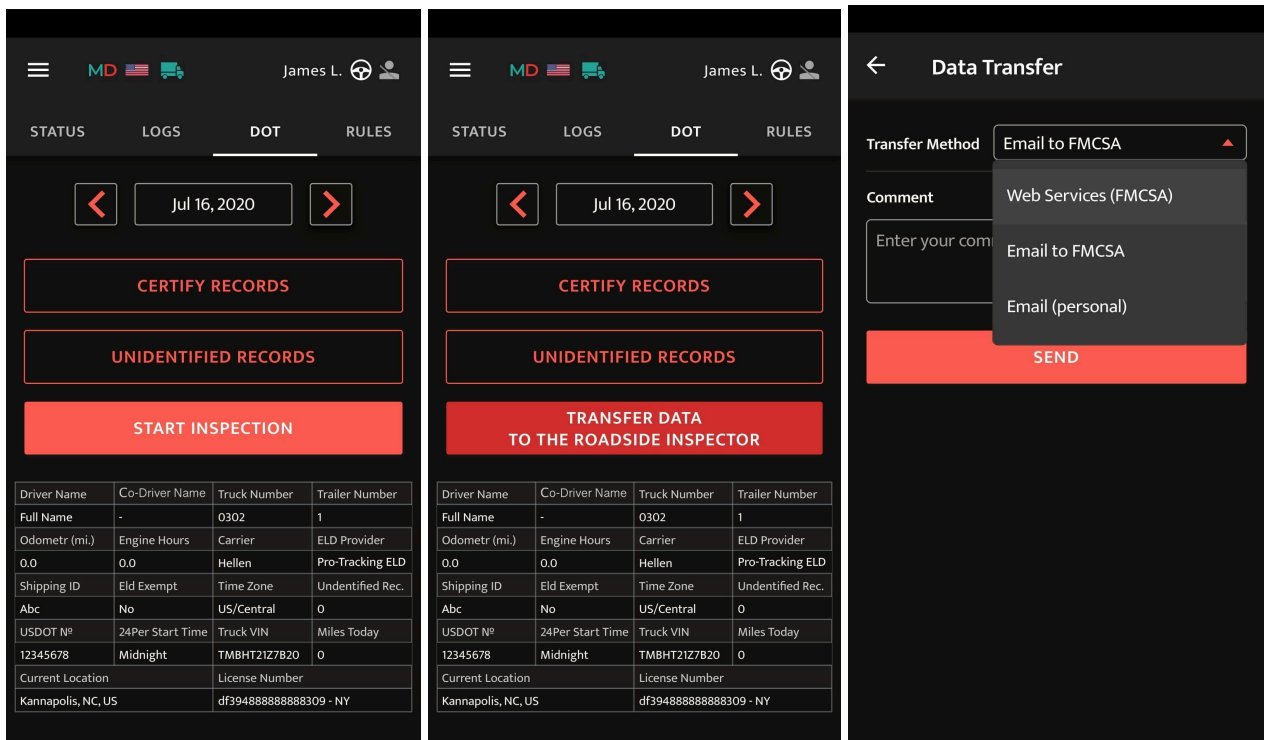 MD James L.
STATUS LOGS DOT RULES
Jul 16, 2020
CERTIFY RECORDS
UNIDENTIFIED RECORDS
START INSPECTION
Driver Name Co-Driver Name Truck Number Trailer Number
Full Name - 0302 1
Odometr (mi.) Engine Hours Carrier ELD Provider
0.0 0.0 Hellen Pro-Tracking ELD
Shipping ID Eld Exempt Time Zone Undentified Rec.
Abc No US/Central 0
USDOT Nº 24Per Start Time Truck VIN Miles Today
12345678 Midnight TMBHT21Z7B20 0
Current Location License Number
Kannapolis, NC, US df394888888888309 - NY
MD James L.
STATUS LOGS DOT RULES
Jul 16, 2020
CERTIFY RECORDS
UNIDENTIFIED RECORDS
TRANSFER DATA
TO THE ROADSIDE INSPECTOR
Driver Name Co-Driver Name Truck Number Trailer Number
Full Name - 0302 1
Odometr (mi.) Engine Hours Carrier ELD Provider
0.0 0.0 Hellen Pro-Tracking ELD
Shipping ID Eld Exempt Time Zone Undentified Rec.
Abc No US/Central 0
USDOT Nº 24Per Start Time Truck VIN Miles Today
12345678 Midnight TMBHT21Z7B20 0
Current Location License Number
Kannapolis, NC, US df394888888888309 - NY
Data Transfer
Transfer Method Email to FMCSA
Web Services (FMCSA)
Email to FMCSA
Email (personal)
Comment
Enter your com
SEND